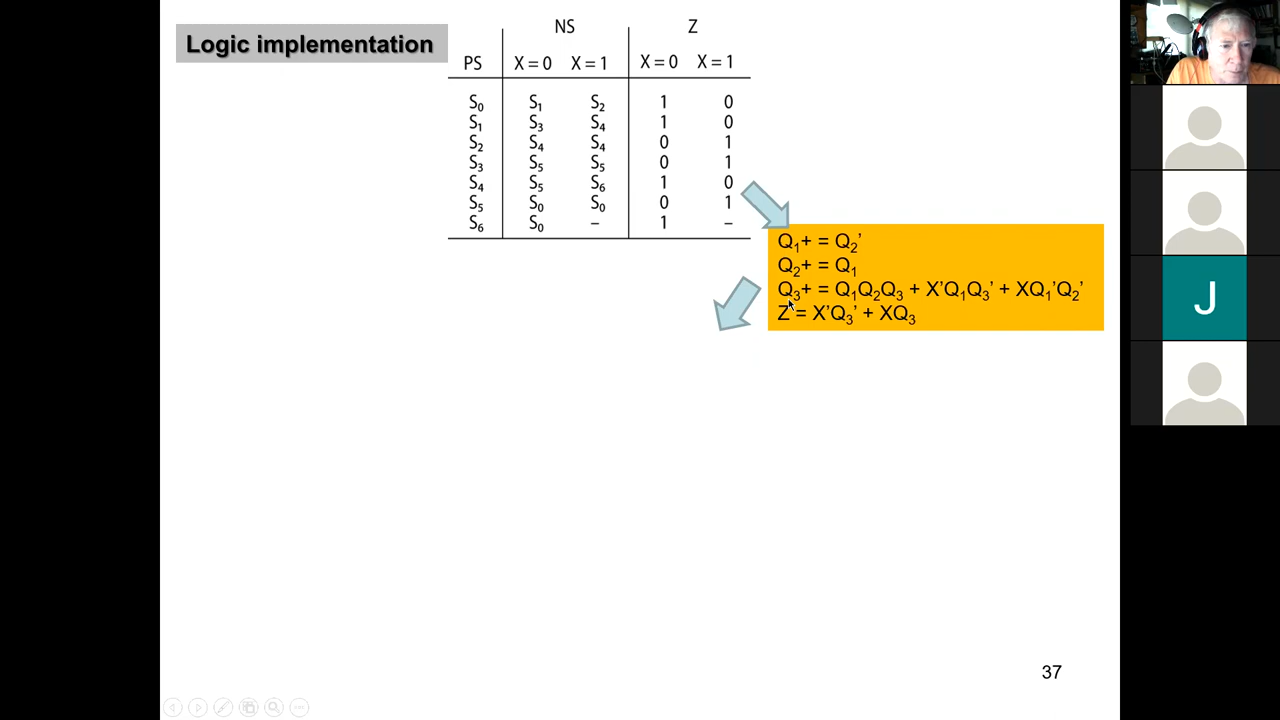 Logic implementation
NS Z
PS X = 0 X = 1 X = 0 X = 1
S₀ S₁ S₂ 1 0
S₁ S₃ S₄ 1 0
S₂ S₄ S₄ 0 1
S₃ S₅ S₅ 0 1
S₄ S₅ S₆ 1 0
S₅ S₀ S₀ 0 1
S₆ S₀ – 1 –
Q₁+ = Q₂’
Q₂+ = Q₁
Q₃+ = Q₁Q₂Q₃ + X’Q₁Q₃’ + XQ₁’Q₂’
Z = X’Q₃’ + XQ₃
J
37